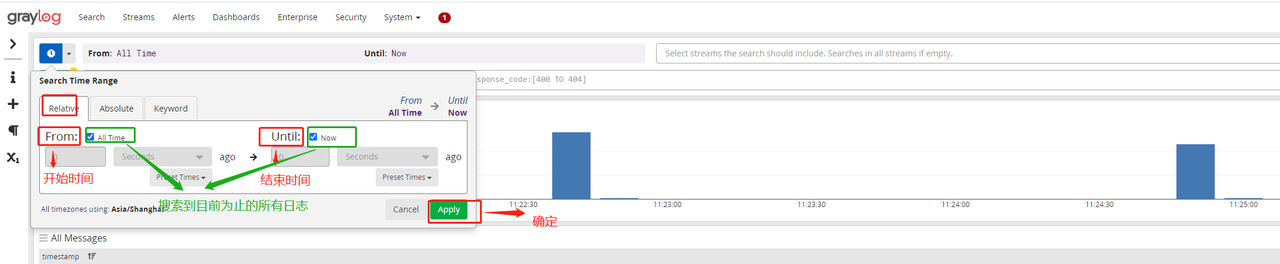 graylog Search Streams Alerts Dashboards Enterprise Security System 1
From: All Time Until: Now Select streams the search should include. Searches in all streams if empty.
Search Time Range
sponse_code:[400 TO 404]
Relative Absolute Keyword
From Until
All Time Now
From: All Time Until: Now
Seconds ago Seconds ago
开始时间 Preset Times 结束时间 Preset Times
搜索到目前为止的所有日志
All timezones using: Asia/Shanghai Cancel Apply 确定
11:22:30 11:23:00 11:23:30 11:24:00 11:24:30 11:25:00
All Messages
timestamp